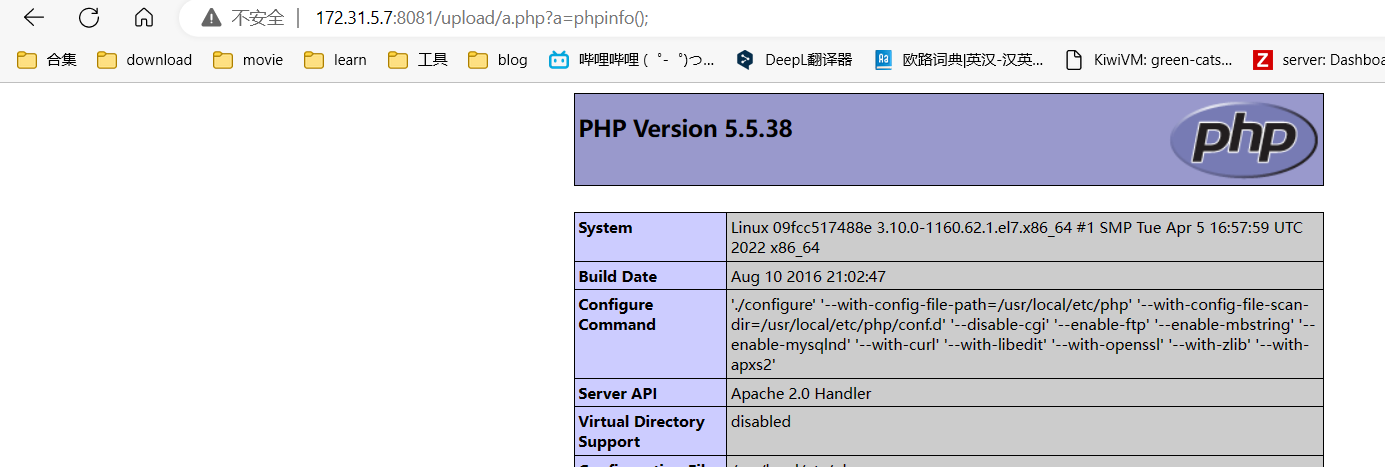 不安全 | 172.31.5.7:8081/upload/a.php?a=phpinfo();
合集 download movie learn 工具 blog 哔哩哔哩 (゜-゜)つ... DeepL翻译器 欧路词典|英汉-汉英... KiwiVM: green-cats... server: Dashboa
PHP Version 5.5.38
php
System Linux 09fcc517488e 3.10.0-1160.62.1.el7.x86_64 #1 SMP Tue Apr 5 16:57:59 UTC
2022 x86_64
Build Date Aug 10 2016 21:02:47
Configure './configure' '--with-config-file-path=/usr/local/etc/php' '--with-config-file-scan-
Command dir=/usr/local/etc/php/conf.d' '--disable-cgi' '--enable-ftp' '--enable-mbstring' '--
enable-mysqlnd' '--with-curl' '--with-libedit' '--with-openssl' '--with-zlib' '--with-
apxs2'
Server API Apache 2.0 Handler
Virtual Directory disabled
Support